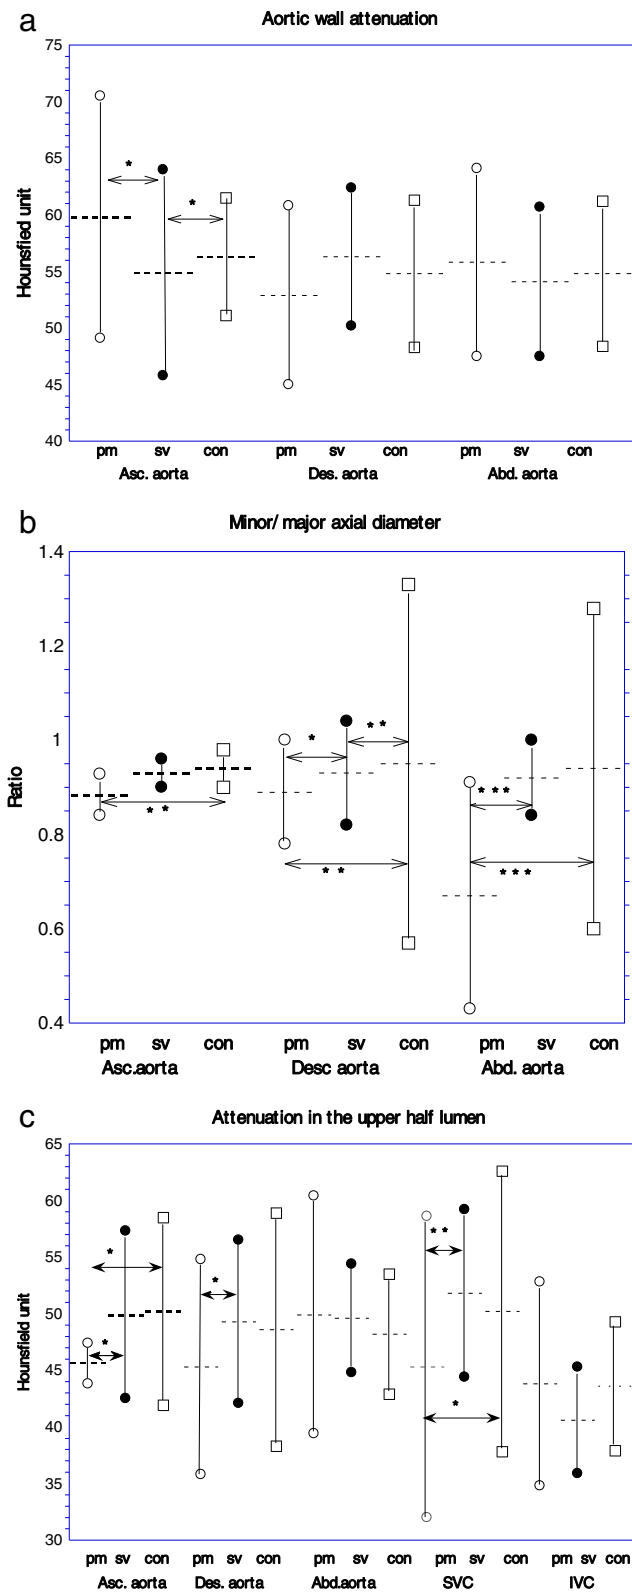 a
Aortic wall attenuation
75
70
65
60
55
50
45
40
Hounsfied unit
*
*
pm sv con pm sv con pm sv con
Asc. aorta Des. aorta Abd. aorta
b
Minor/ major axial diameter
1.4
1.2
1
0.8
0.6
0.4
Ratio
* *
*
* *
* *
* * *
* * *
pm sv con pm sv con pm sv con
Asc.aorta Desc aorta Abd. aorta
c
Attenuation in the upper half lumen
65
60
55
50
45
40
35
30
Hounsfield unit
*
*
*
* *
*
pm sv con pm sv con pm sv con pm sv con pm sv con
Asc. aorta Des. aorta Abd.aorta SVC IVC